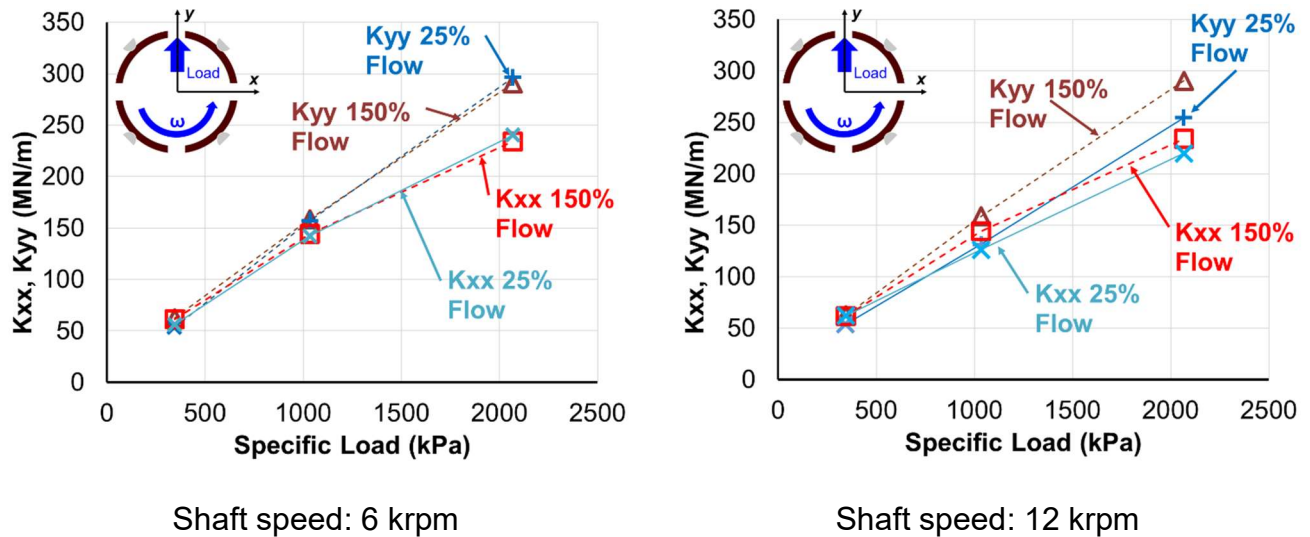 350
300
250
200
150
100
50
0
Kxx, Kyy (MN/m)
y
Load
x
ω
Kyy 25%
Flow
Kyy 150%
Flow
Kxx 150%
Flow
Kxx 25%
Flow
0 500 1000 1500 2000 2500
Specific Load (kPa)
Shaft speed: 6 krpm
350
300
250
200
150
100
50
0
Kxx, Kyy (MN/m)
y
Load
x
ω
Kyy 25%
Flow
Kyy 150%
Flow
Kxx 150%
Flow
Kxx 25%
Flow
0 500 1000 1500 2000 2500
Specific Load (kPa)
Shaft speed: 12 krpm